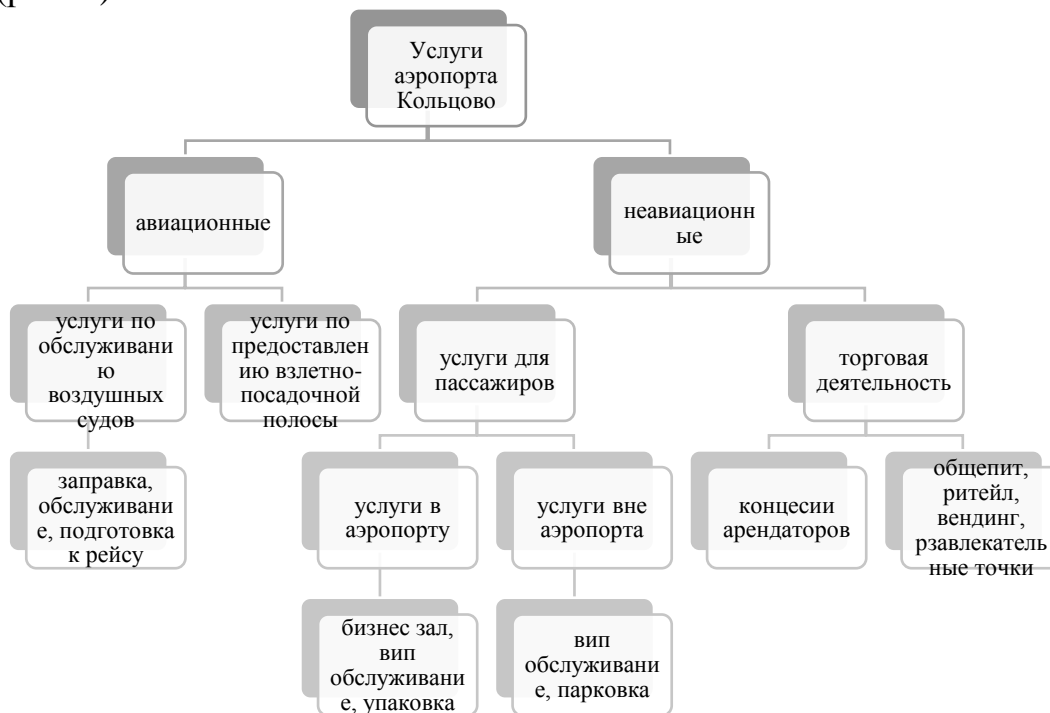 Услуги
аэропорта
Кольцово
авиационные
неавиационн
ые
услуги по
обслуживани
ю
воздушных
судов
услуги по
предоставлен
ию взлетно-
посадочной
полосы
услуги для
пассажиров
торговая
деятельность
заправка,
обслуживани
е, подготовка
к рейсу
услуги в
аэропорту
услуги вне
аэропорта
концесии
арендаторов
общепит,
ритейл,
вендинг,
рзавлекатель
ные точки
бизнес зал,
вип
обслуживани
е, упаковка
вип
обслуживани
е, парковка